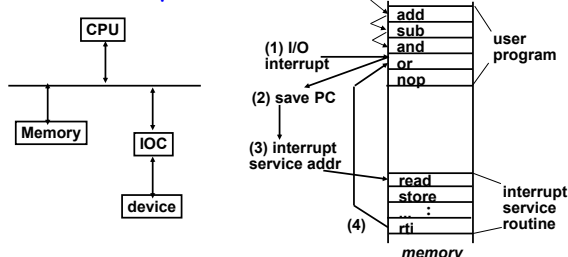 CPU
Memory
IOC
device
(1) I/O
interrupt
(2) save PC
(3) interrupt
service addr
(4)
add
sub
and
or
nop
user
program
read
store
... :
rti
interrupt
service
routine
memory